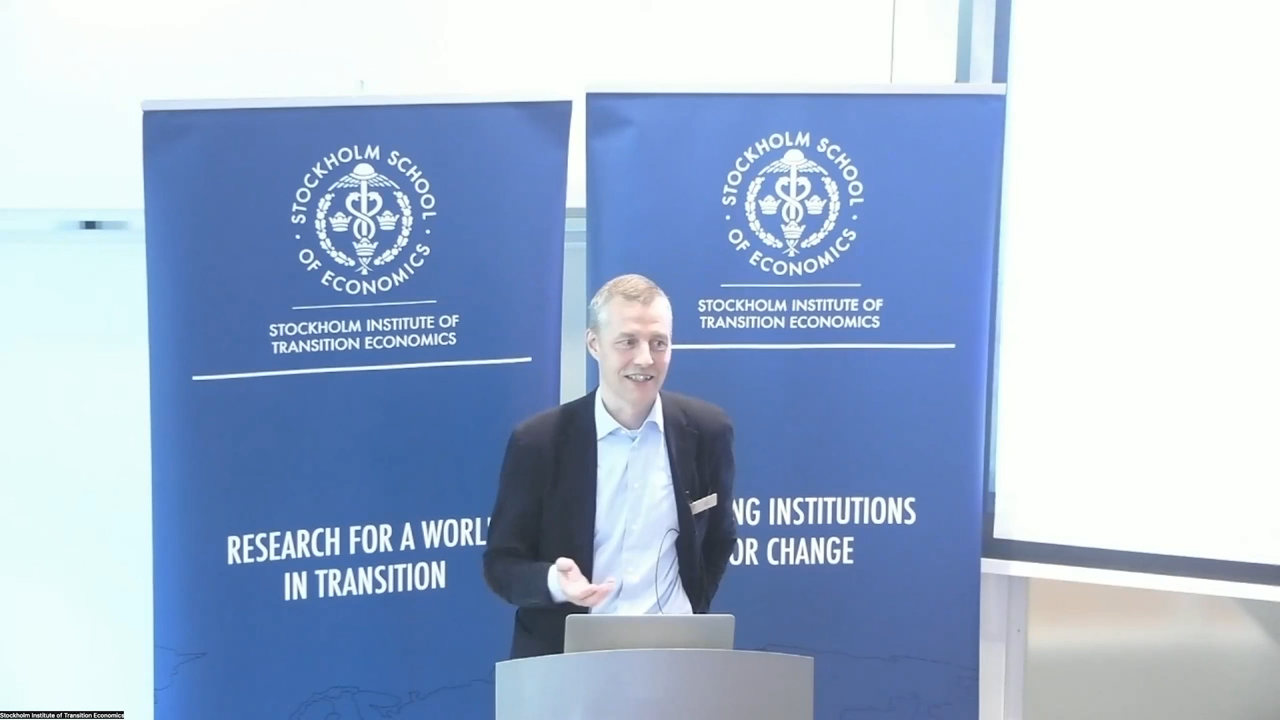 STOCKHOLM SCHOOL
OF ECONOMICS
STOCKHOLM INSTITUTE OF
TRANSITION ECONOMICS
RESEARCH FOR A WORL
IN TRANSITION
STOCKHOLM SCHOOL
OF ECONOMICS
STOCKHOLM INSTITUTE OF
TRANSITION ECONOMICS
NG INSTITUTIONS
OR CHANGE
Stockholm Institute of Transition Economics